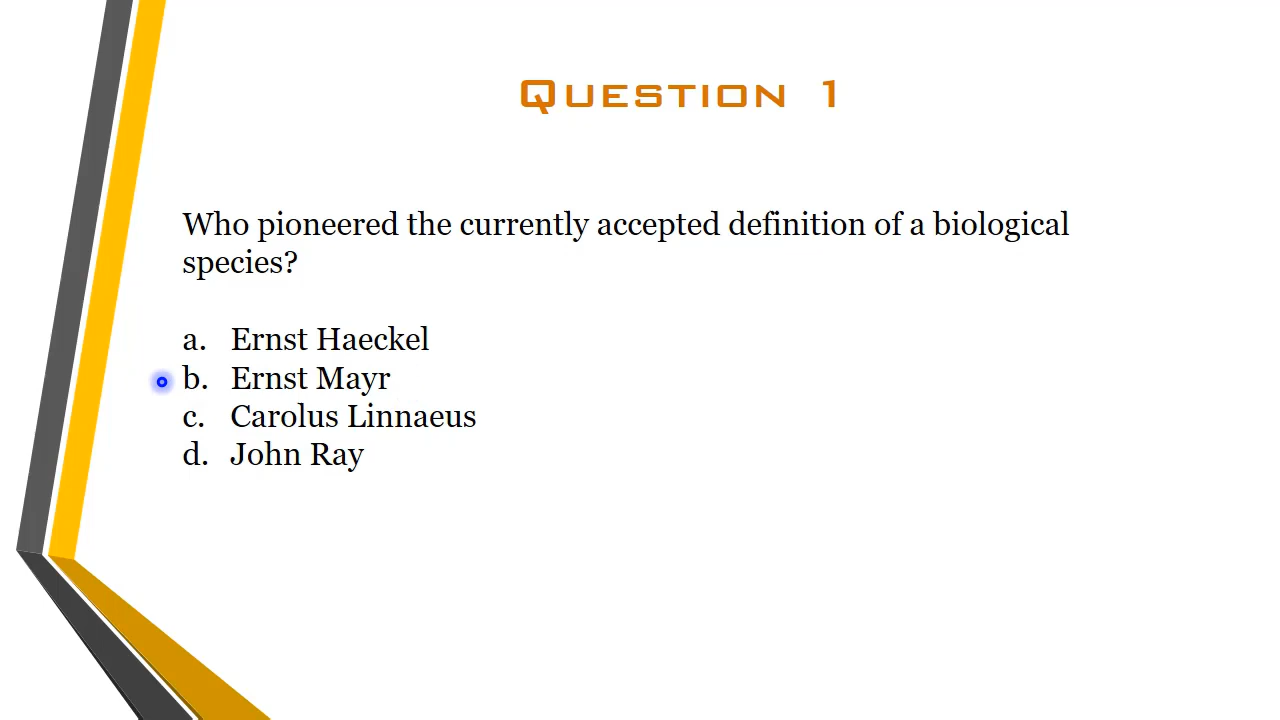 Question 1
Who pioneered the currently accepted definition of a biological
species?
a. Ernst Haeckel
b. Ernst Mayr
c. Carolus Linnaeus
d. John Ray